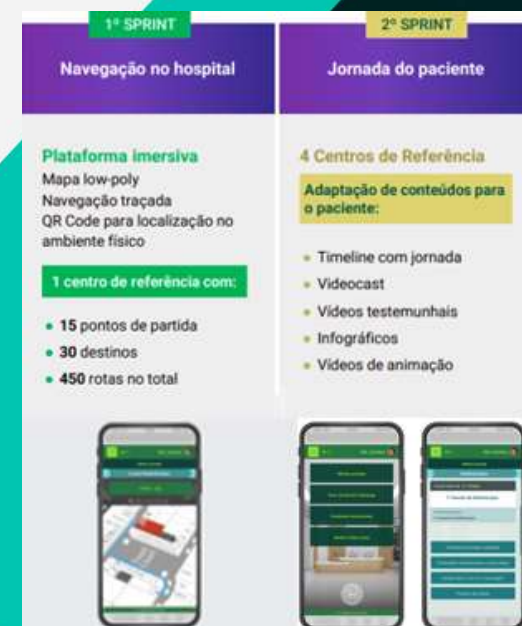 1º SPRINT
Navegação no hospital
Plataforma imersiva
Mapa low-poly
Navegação traçada
QR Code para localização no
ambiente físico
1 centro de referência com:
• 15 pontos de partida
• 30 destinos
• 450 rotas no total
2º SPRINT
Jornada do paciente
4 Centros de Referência
Adaptação de conteúdos para
o paciente:
• Timeline com jornada
• Videocast
• Vídeos testemunhais
• Infográficos
• Vídeos de animação